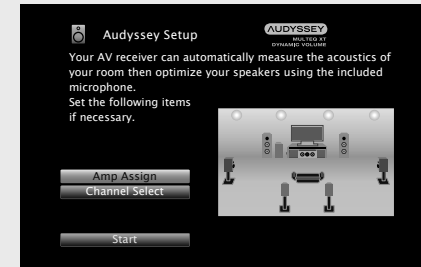 Audyssey Setup
AUDYSSEY
MULTEQ XT
DYNAMIC VOLUME
Your AV receiver can automatically measure the acoustics of
your room then optimize your speakers using the included
microphone.
Set the following items
if necessary.
Amp Assign
Channel Select
Start